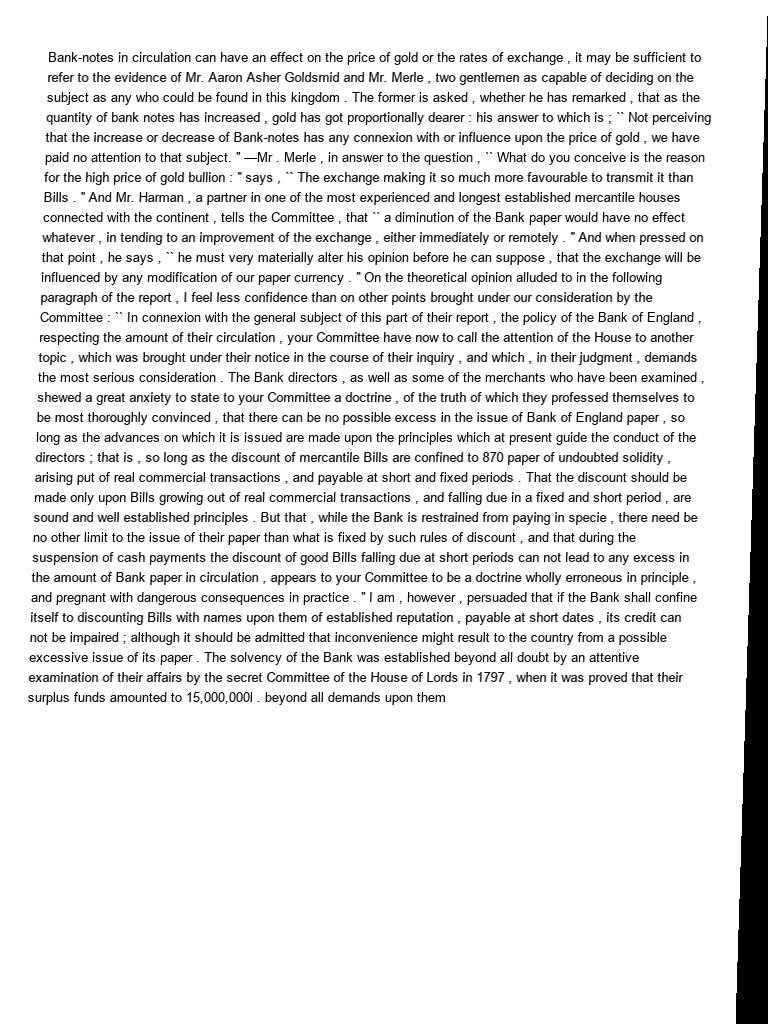 Bank-notes in circulation can have an effect on the price of gold or the rates of exchange , it may be sufficient to
refer to the evidence of Mr. Aaron Asher Goldsmid and Mr. Merle , two gentlemen as capable of deciding on the
subject as any who could be found in this kingdom . The former is asked , whether he has remarked , that as the
quantity of bank notes has increased , gold has got proportionally dearer : his answer to which is ; `` Not perceiving
that the increase or decrease of Bank-notes has any connexion with or influence upon the price of gold , we have
paid no attention to that subject. " —Mr . Merle , in answer to the question , `` What do you conceive is the reason
for the high price of gold bullion : " says , `` The exchange making it so much more favourable to transmit it than
Bills . " And Mr. Harman , a partner in one of the most experienced and longest established mercantile houses
connected with the continent , tells the Committee , that `` a diminution of the Bank paper would have no effect
whatever , in tending to an improvement of the exchange , either immediately or remotely . " And when pressed on
that point , he says , `` he must very materially alter his opinion before he can suppose , that the exchange will be
influenced by any modification of our paper currency . " On the theoretical opinion alluded to in the following
paragraph of the report , I feel less confidence than on other points brought under our consideration by the
Committee : `` In connexion with the general subject of this part of their report , the policy of the Bank of England ,
respecting the amount of their circulation , your Committee have now to call the attention of the House to another
topic , which was brought under their notice in the course of their inquiry , and which , in their judgment , demands
the most serious consideration . The Bank directors , as well as some of the merchants who have been examined ,
shewed a great anxiety to state to your Committee a doctrine , of the truth of which they professed themselves to
be most thoroughly convinced , that there can be no possible excess in the issue of Bank of England paper , so
long as the advances on which it is issued are made upon the principles which at present guide the conduct of the
directors ; that is , so long as the discount of mercantile Bills are confined to 870 paper of undoubted solidity ,
arising put of real commercial transactions , and payable at short and fixed periods . That the discount should be
made only upon Bills growing out of real commercial transactions , and falling due in a fixed and short period , are
sound and well established principles . But that , while the Bank is restrained from paying in specie , there need be
no other limit to the issue of their paper than what is fixed by such rules of discount , and that during the
suspension of cash payments the discount of good Bills falling due at short periods can not lead to any excess in
the amount of Bank paper in circulation , appears to your Committee to be a doctrine wholly erroneous in principle ,
and pregnant with dangerous consequences in practice . " I am , however , persuaded that if the Bank shall confine
itself to discounting Bills with names upon them of established reputation , payable at short dates , its credit can
not be impaired ; although it should be admitted that inconvenience might result to the country from a possible
excessive issue of its paper . The solvency of the Bank was established beyond all doubt by an attentive
examination of their affairs by the secret Committee of the House of Lords in 1797 , when it was proved that their
surplus funds amounted to 15,000,000l . beyond all demands upon them